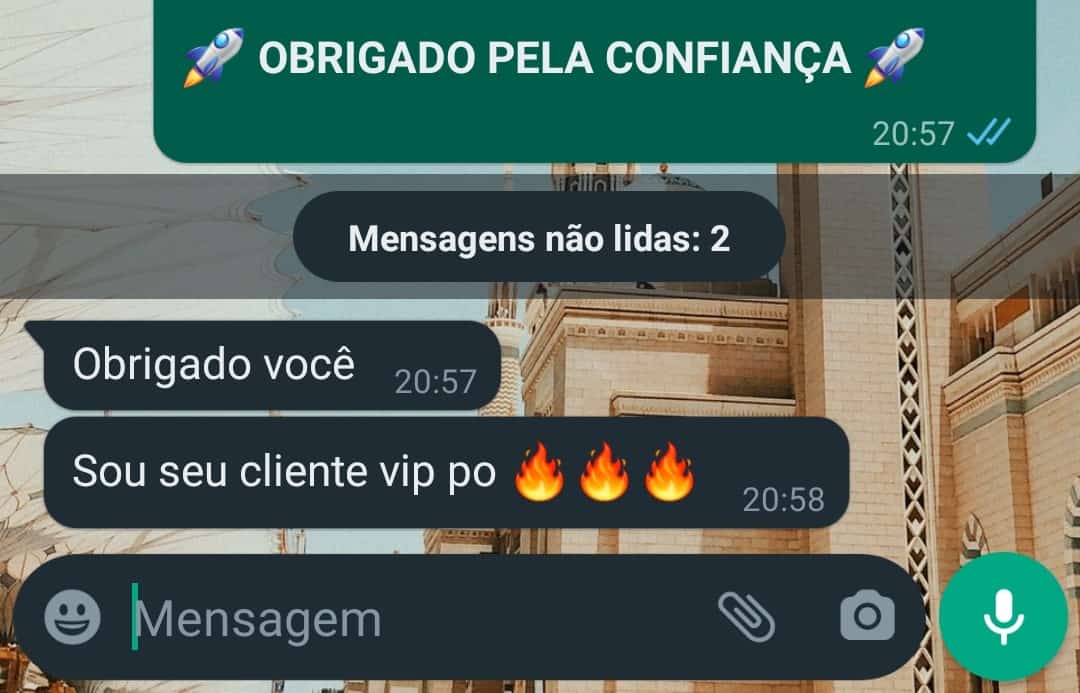 🚀 OBRIGADO PELA CONFIANÇA 🚀
20:57
Mensagens não lidas: 2
Obrigado você 20:57
Sou seu cliente vip po 🔥🔥🔥 20:58
Mensagem